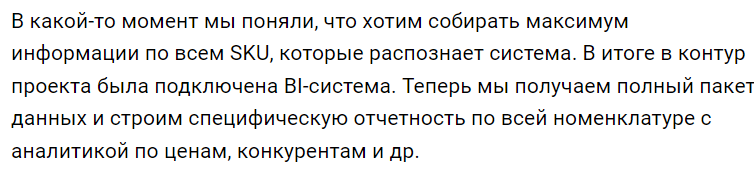 В какой-то момент мы поняли, что хотим собирать максимум
информации по всем SKU, которые распознает система. В итоге в контур
проекта была подключена BI-система. Теперь мы получаем полный пакет
данных и строим специфическую отчетность по всей номенклатуре с
аналитикой по ценам, конкурентам и др.